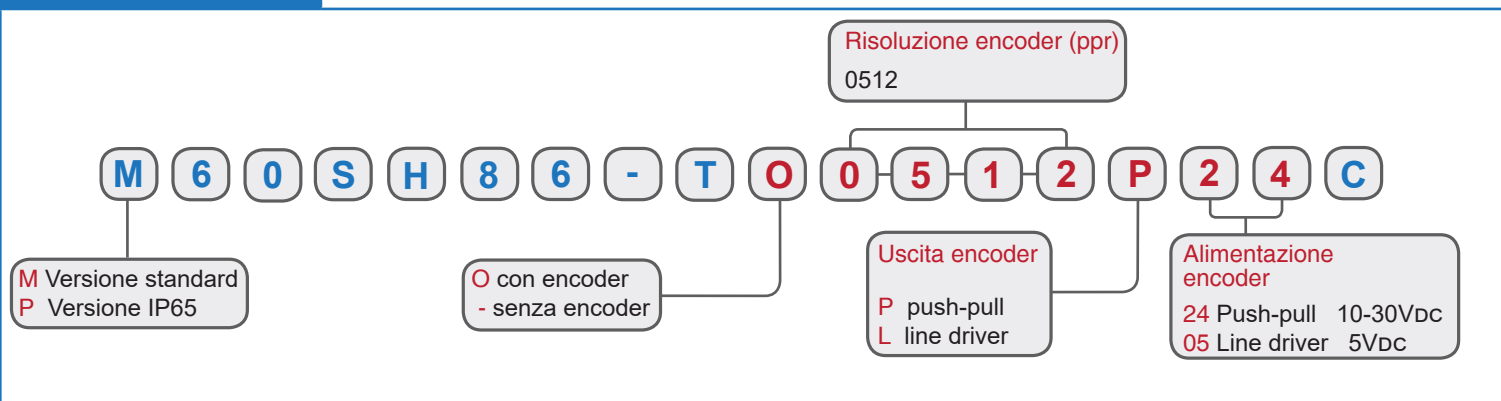 Risoluzione encoder (ppr)
0512
M 6 0 S H 8 6 - T O 0 5 1 2 P 2 4 C
M Versione standard
P Versione IP65
O con encoder
- senza encoder
Uscita encoder
P push-pull
L line driver
Alimentazione
encoder
24 Push-pull 10-30VDC
05 Line driver 5VDC